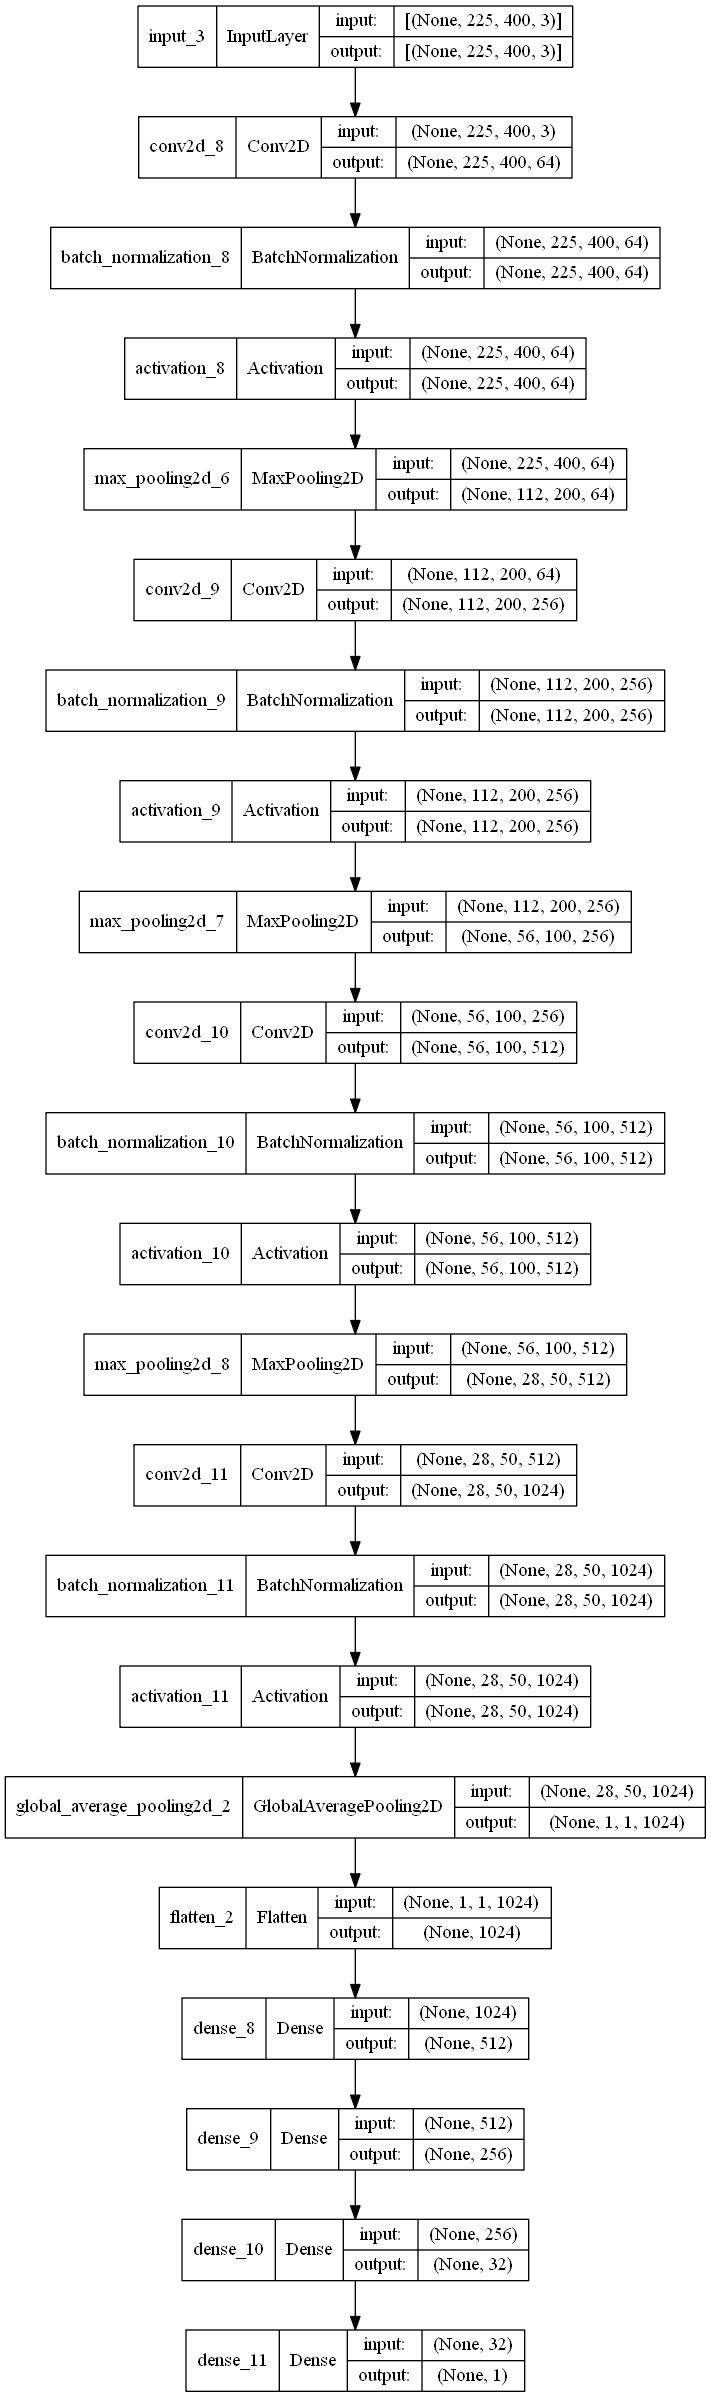 input_3 InputLayer input: [(None, 225, 400, 3)]
output: [(None, 225, 400, 3)]
conv2d_8 Conv2D input: (None, 225, 400, 3)
output: (None, 225, 400, 64)
batch_normalization_8 BatchNormalization input: (None, 225, 400, 64)
output: (None, 225, 400, 64)
activation_8 Activation input: (None, 225, 400, 64)
output: (None, 225, 400, 64)
max_pooling2d_6 MaxPooling2D input: (None, 225, 400, 64)
output: (None, 112, 200, 64)
conv2d_9 Conv2D input: (None, 112, 200, 64)
output: (None, 112, 200, 256)
batch_normalization_9 BatchNormalization input: (None, 112, 200, 256)
output: (None, 112, 200, 256)
activation_9 Activation input: (None, 112, 200, 256)
output: (None, 112, 200, 256)
max_pooling2d_7 MaxPooling2D input: (None, 112, 200, 256)
output: (None, 56, 100, 256)
conv2d_10 Conv2D input: (None, 56, 100, 256)
output: (None, 56, 100, 512)
batch_normalization_10 BatchNormalization input: (None, 56, 100, 512)
output: (None, 56, 100, 512)
activation_10 Activation input: (None, 56, 100, 512)
output: (None, 56, 100, 512)
max_pooling2d_8 MaxPooling2D input: (None, 56, 100, 512)
output: (None, 28, 50, 512)
conv2d_11 Conv2D input: (None, 28, 50, 512)
output: (None, 28, 50, 1024)
batch_normalization_11 BatchNormalization input: (None, 28, 50, 1024)
output: (None, 28, 50, 1024)
activation_11 Activation input: (None, 28, 50, 1024)
output: (None, 28, 50, 1024)
global_average_pooling2d_2 GlobalAveragePooling2D input: (None, 28, 50, 1024)
output: (None, 1, 1, 1024)
flatten_2 Flatten input: (None, 1, 1, 1024)
output: (None, 1024)
dense_8 Dense input: (None, 1024)
output: (None, 512)
dense_9 Dense input: (None, 512)
output: (None, 256)
dense_10 Dense input: (None, 256)
output: (None, 32)
dense_11 Dense input: (None, 32)
output: (None, 1)